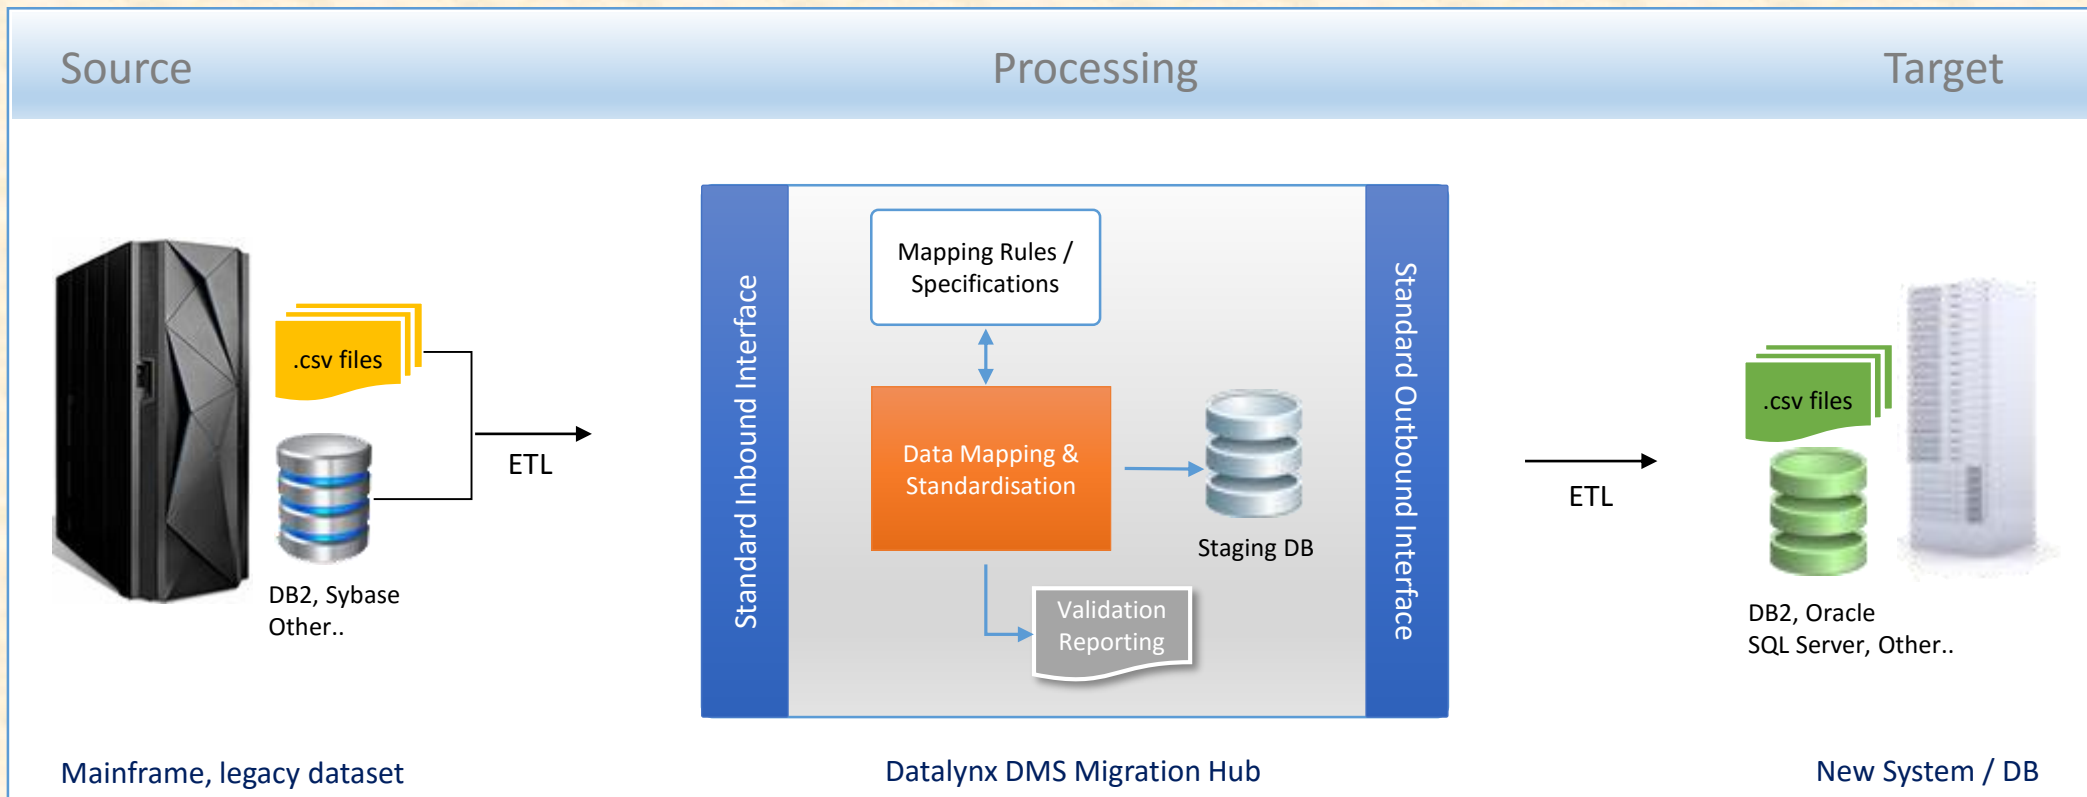 Source
Processing
Target
.csv files
ETL
DB2, Sybase
Other..
Standard Inbound Interface
Mapping Rules /
Specifications
Data Mapping &
Standardisation
Staging DB
Validation
Reporting
Standard Outbound Interface
ETL
.csv files
DB2, Oracle
SQL Server, Other..
Mainframe, legacy dataset
Datalynx DMS Migration Hub
New System / DB